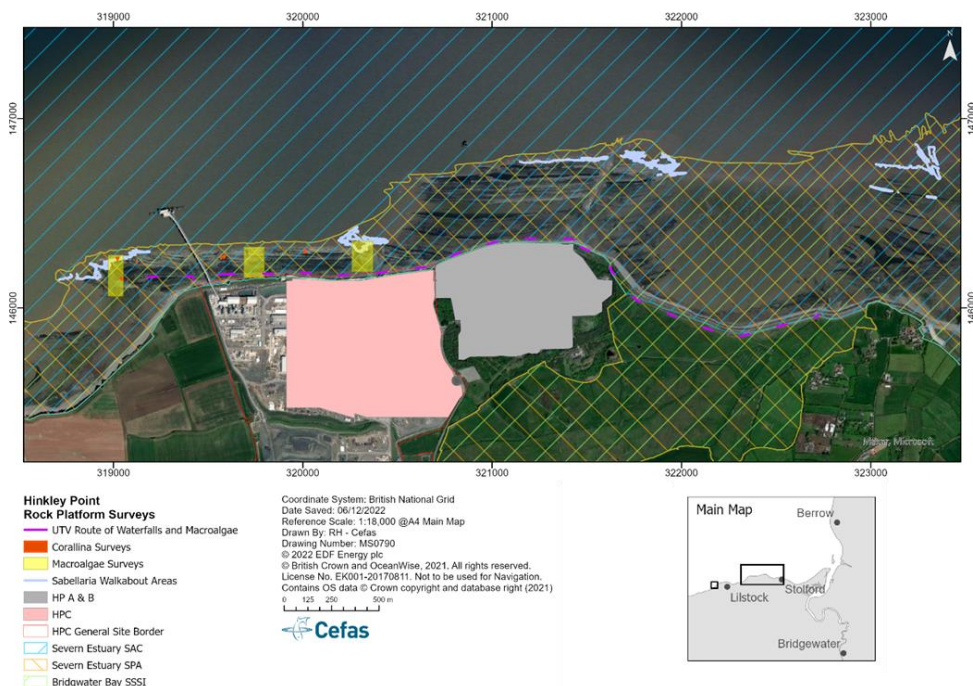 319000 320000 321000 322000 323000
N
147000 147000
146000 146000
Microsoft
319000 320000 321000 322000 323000
Hinkley Point
Rock Platform Surveys
UTV Route of Waterfalls and Macroalgae
Corallina Surveys
Macroalgae Surveys
Sabellaria Walkabout Areas
HP A & B
HPC
HPC General Site Border
Severn Estuary SAC
Severn Estuary SPA
Bridgwater Bay SSSI
Coordinate System: British National Grid
Date Saved: 06/12/2022
Reference Scale: 1:18,000 @A4 Main Map
Drawn By: RH - Cefas
Drawing Number: MS0790
© 2022 EDF Energy plc
© British Crown and OceanWise, 2021. All rights reserved.
License No. EK001-20170811. Not to be used for Navigation.
Contains OS data © Crown copyright and database right (2021)
0 125 250 500 m
Cefas
Main Map
Berrow
Stolford
Lilstock
Bridgewater